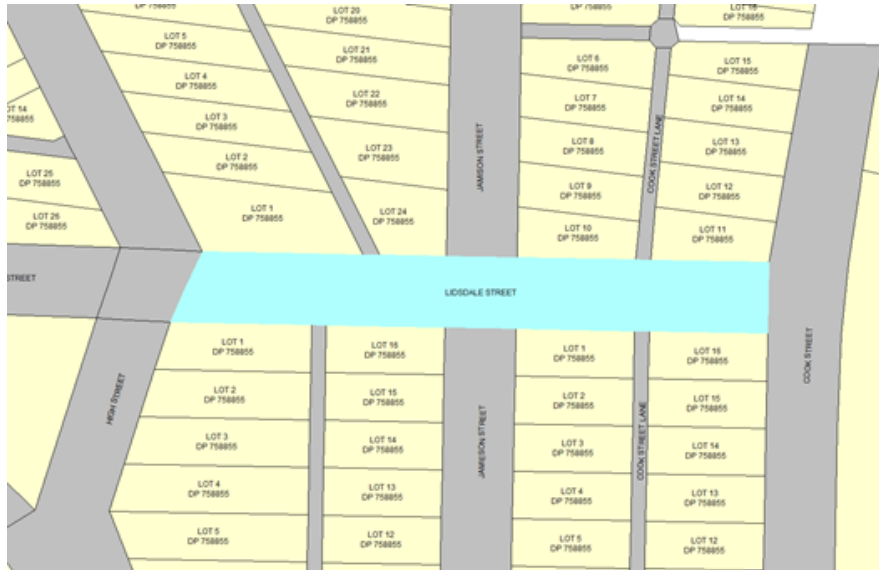 DP 758855
LOT 5
DP 758855
LOT 4
DP 758855
LOT 3
DP 758855
LOT 2
DP 758855
LOT 1
DP 758855
LOT 20
DP 758855
LOT 21
DP 758855
LOT 22
DP 758855
LOT 23
DP 758855
LOT 24
DP 758855
LOT 14
758855
LOT 25
DP 758855
LOT 26
DP 758855
STREET
JAMISON STREET
DP 758855
LOT 6
DP 758855
LOT 7
DP 758855
LOT 8
DP 758855
LOT 9
DP 758855
LOT 10
DP 758855
COOK STREET LANE
LOT 16
DP 758855
LOT 15
DP 758855
LOT 14
DP 758855
LOT 13
DP 758855
LOT 12
DP 758855
LOT 11
DP 758855
LIDSDALE STREET
COOK STREET
HIGH STREET
LOT 1
DP 758855
LOT 2
DP 758855
LOT 3
DP 758855
LOT 4
DP 758855
LOT 5
DP 758855
LOT 16
DP 758855
LOT 15
DP 758855
LOT 14
DP 758855
LOT 13
DP 758855
LOT 12
DP 758855
JAMIESON STREET
LOT 1
DP 758855
LOT 2
DP 758855
LOT 3
DP 758855
LOT 4
DP 758855
LOT 5
DP 758855
COOK STREET LANE
LOT 16
DP 758855
LOT 15
DP 758855
LOT 14
DP 758855
LOT 13
DP 758855
LOT 12
DP 758855